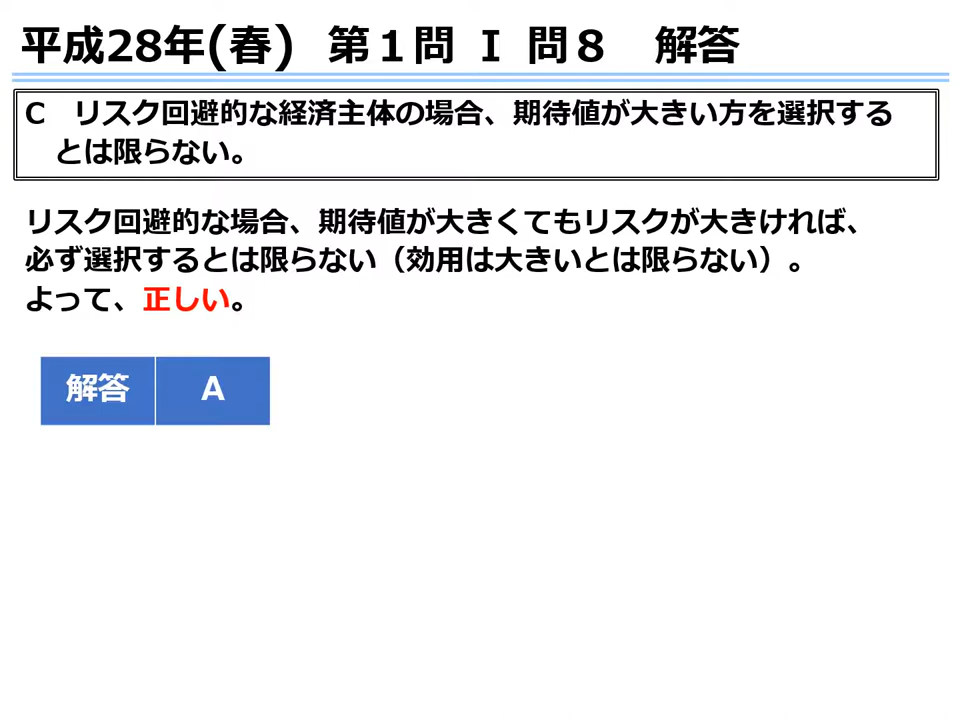 平成28年(春) 第１問 Ⅰ 問８ 解答
C リスク回避的な経済主体の場合、期待値が大きい方を選択する
とは限らない。
リスク回避的な場合、期待値が大きくてもリスクが大きければ、
必ず選択するとは限らない（効用は大きいとは限らない）。
よって、正しい。
解答 A